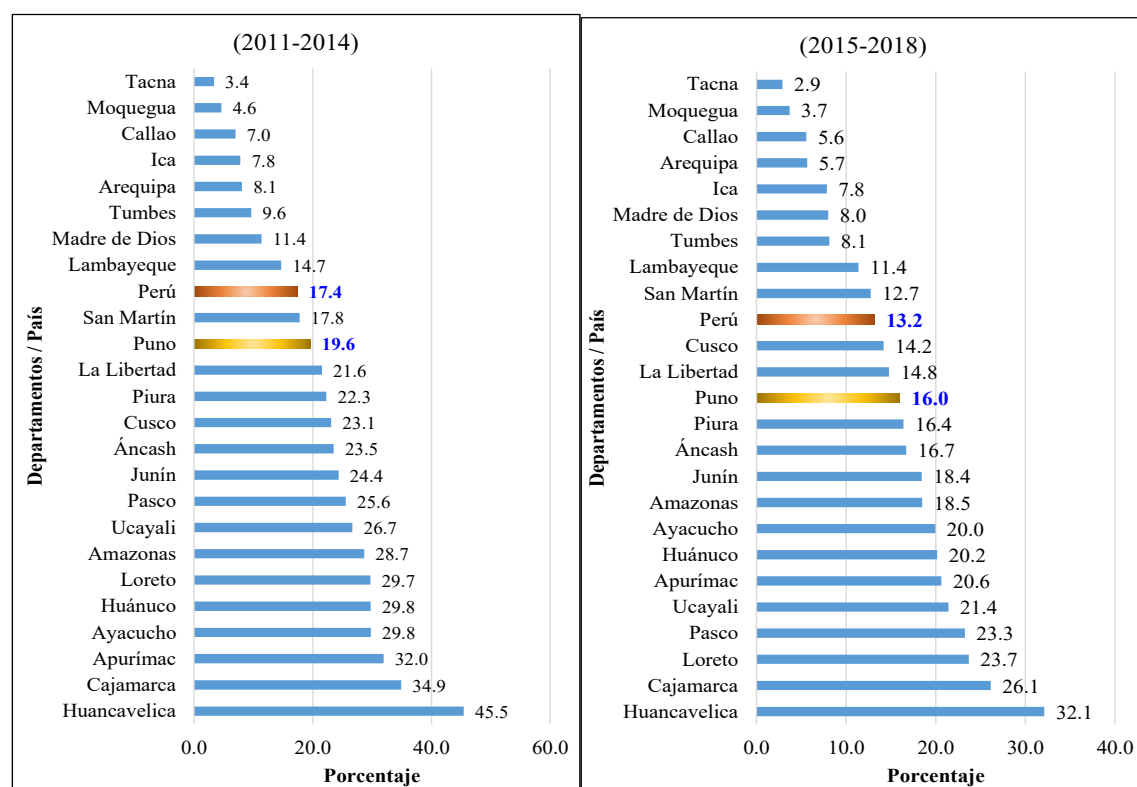 (2011-2014)
Tacna 3.4
Moquegua 4.6
Callao 7.0
Ica 7.8
Arequipa 8.1
Tumbes 9.6
Madre de Dios 11.4
Lambayeque 14.7
Perú 17.4
San Martín 17.8
Puno 19.6
La Libertad 21.6
Piura 22.3
Cusco 23.1
Áncash 23.5
Junín 24.4
Pasco 25.6
Ucayali 26.7
Amazonas 28.7
Loreto 29.7
Huánuco 29.8
Ayacucho 29.8
Apurímac 32.0
Cajamarca 34.9
Huancavelica 45.5
0.0 20.0 40.0 60.0
Porcentaje
Departamentos / País
(2015-2018)
Tacna 2.9
Moquegua 3.7
Callao 5.6
Arequipa 5.7
Ica 7.8
Madre de Dios 8.0
Tumbes 8.1
Lambayeque 11.4
San Martín 12.7
Perú 13.2
Cusco 14.2
La Libertad 14.8
Puno 16.0
Piura 16.4
Áncash 16.7
Junín 18.4
Amazonas 18.5
Ayacucho 20.0
Huánuco 20.2
Apurímac 20.6
Ucayali 21.4
Pasco 23.3
Loreto 23.7
Cajamarca 26.1
Huancavelica 32.1
0.0 10.0 20.0 30.0 40.0
Porcentaje
Departamentos / País